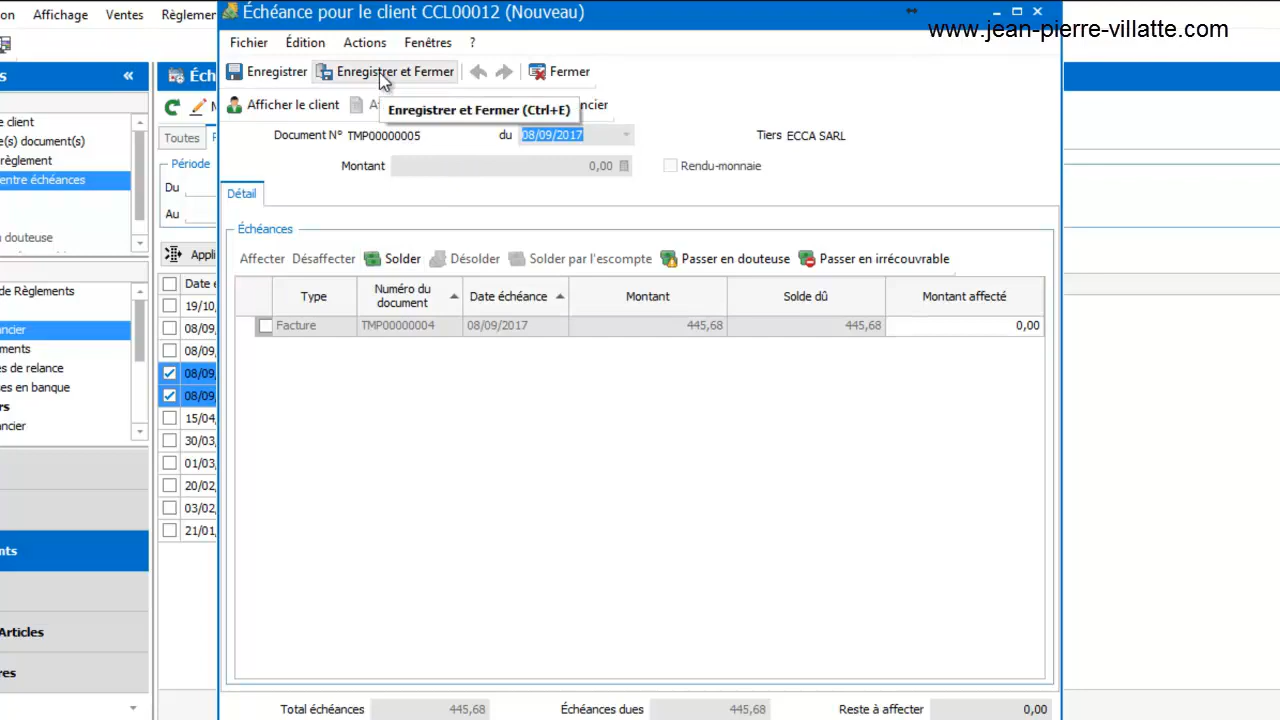 on Affichage Ventes Règlemer
Échéance pour le client CCL00012 (Nouveau)
www.jean-pierre-villatte.com
Fichier Édition Actions Fenêtres ?
Enregistrer Enregistrer et Fermer Fermer
s « Éch
Afficher le client A ncier
Enregistrer et Fermer (Ctrl+E)
Document N° TMP00000005 du 08/09/2017 Tiers ECCA SARL
Montant 0,00 Rendu-monnaie
Détail
Échéances
Affecter Désaffecter Solder Désolder Solder par l'escompte Passer en douteuse Passer en irrécouvrable
Type Numéro du document Date échéance Montant Solde dû Montant affecté
Facture TMP00000004 08/09/2017 445,68 445,68 0,00
Total échéances 445,68 Échéances dues 445,68 Reste à affecter 0,00
le client
e(s) document(s)
règlement
entre échéances
douteuse
de Règlements
ncier
ments
s de relance
es en banque
rs
ncier
nts
Articles
res
Toutes
Période
Du
Au
Appli
Date é
19/10,
08/09,
08/09,
08/09,
08/09,
15/04,
30/03,
01/03,
20/02,
03/02,
21/01,